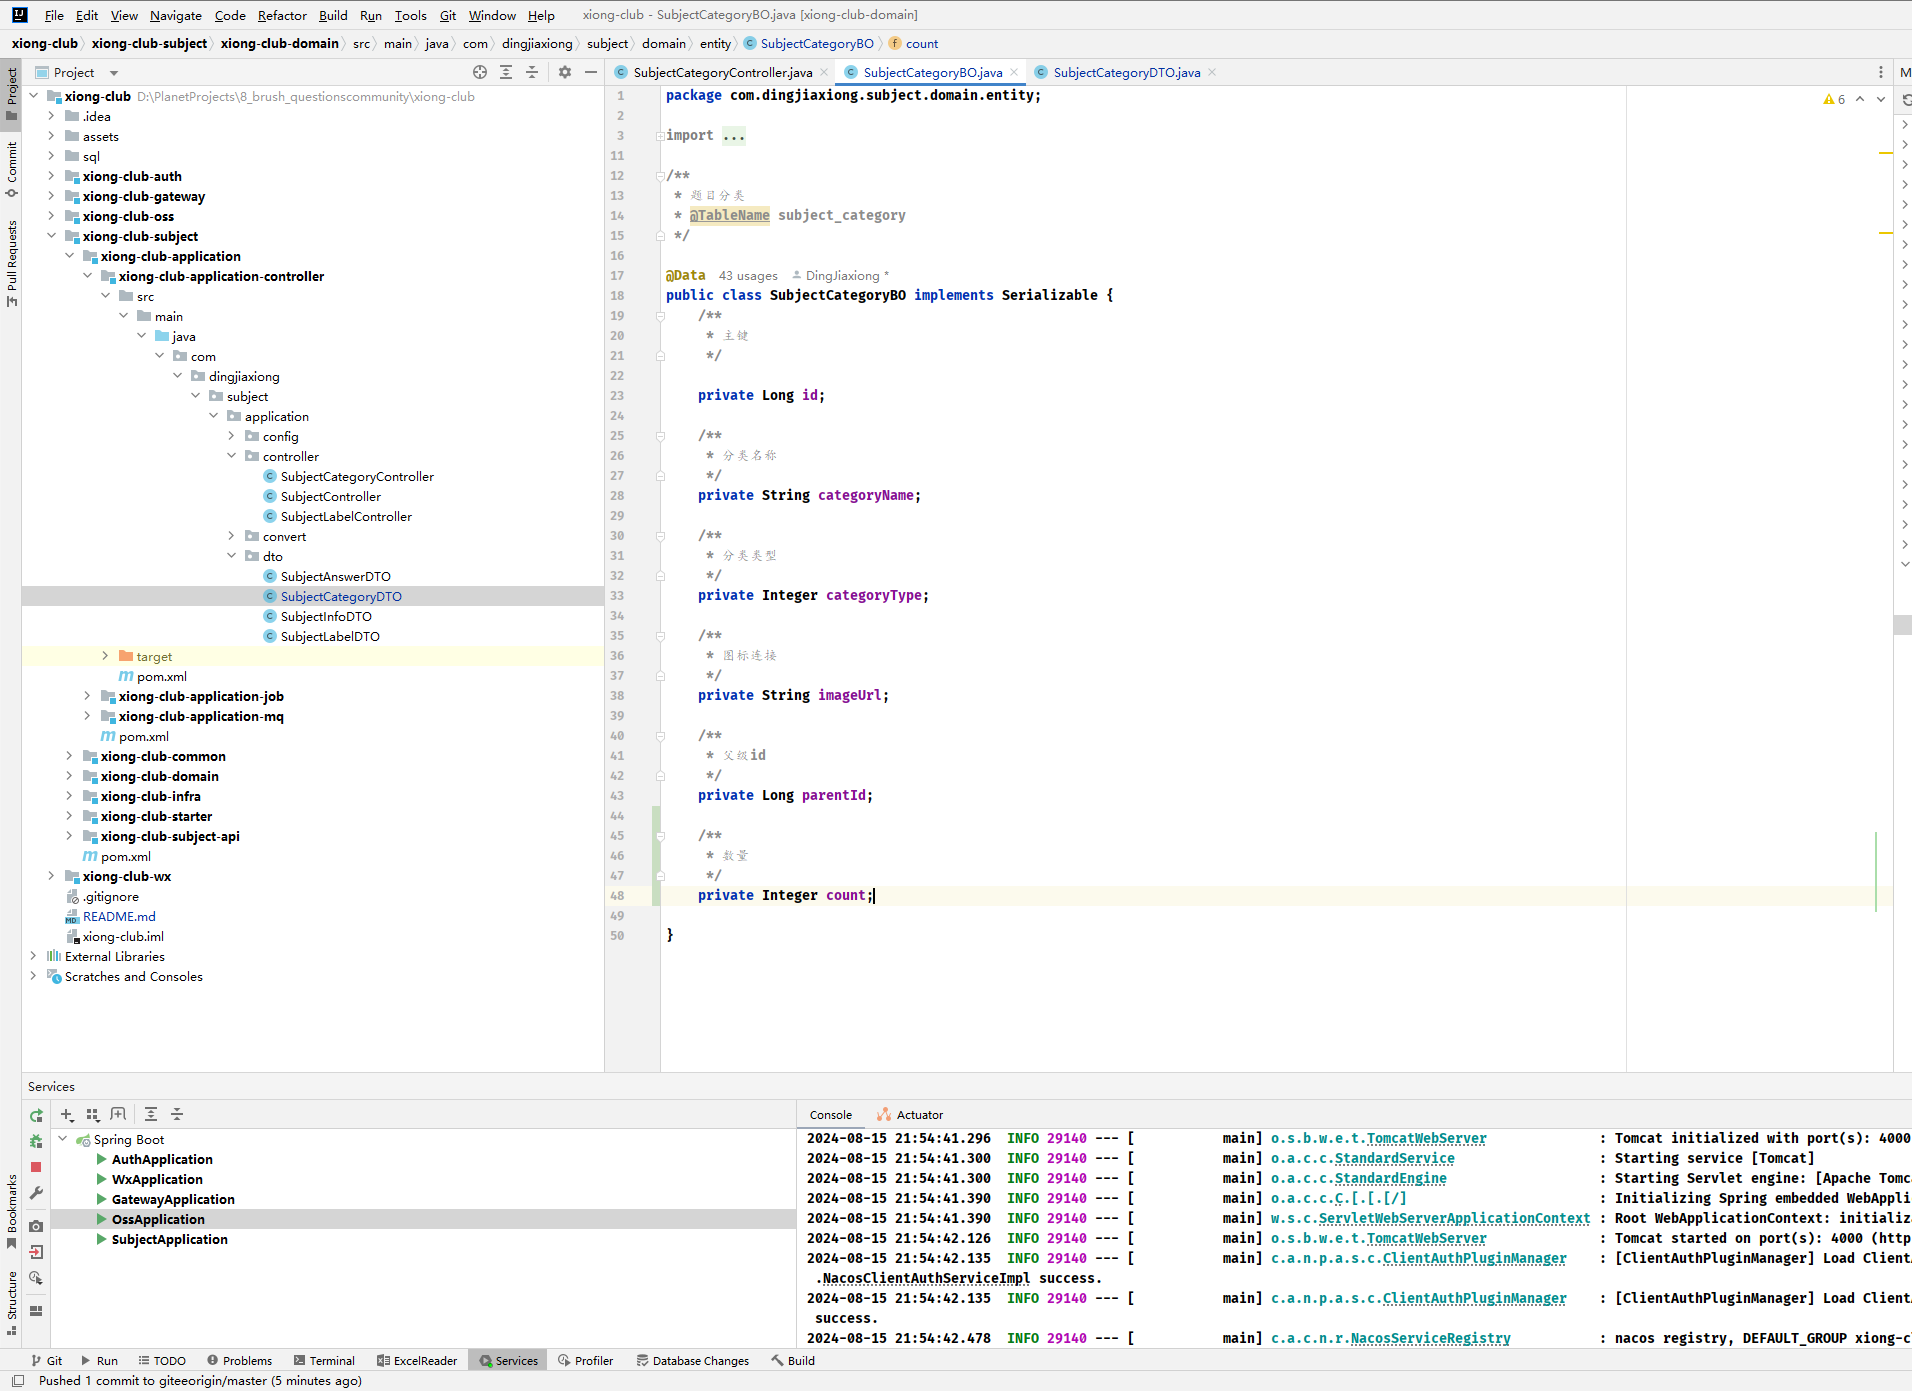 File Edit View Navigate Code Refactor Build Run Tools Git Window Help xiong-club - SubjectCategoryBO.java [xiong-club-domain]
xiong-club xiong-club-subject xiong-club-domain src main java com dingjiaxiong subject domain entity SubjectCategoryBO count
Project
SubjectCategoryController.java SubjectCategoryBO.java SubjectCategoryDTO.java
Project
Commit
Pull Requests
Bookmarks
Structure
xiong-club D:\PlanetProjects\8_brush_questionscommunity\xiong-club
.idea
assets
sql
xiong-club-auth
xiong-club-gateway
xiong-club-oss
xiong-club-subject
xiong-club-application
xiong-club-application-controller
src
main
java
com
dingjiaxiong
subject
application
config
controller
SubjectCategoryController
SubjectController
SubjectLabelController
convert
dto
SubjectAnswerDTO
SubjectCategoryDTO
SubjectInfoDTO
SubjectLabelDTO
target
pom.xml
xiong-club-application-job
xiong-club-application-mq
pom.xml
xiong-club-common
xiong-club-domain
xiong-club-infra
xiong-club-starter
xiong-club-subject-api
pom.xml
xiong-club-wx
.gitignore
README.md
xiong-club.iml
External Libraries
Scratches and Consoles
6
1 package com.dingjiaxiong.subject.domain.entity;
2
3 import ...
11
12 /**
13 * 题目分类
14 * @TableName subject_category
15 */
16
17 @Data 43 usages DingJiaxiong *
18 public class SubjectCategoryBO implements Serializable {
19 /**
20 * 主键
21 */
22
23 private Long id;
24
25 /**
26 * 分类名称
27 */
28 private String categoryName;
29
30 /**
31 * 分类类型
32 */
33 private Integer categoryType;
34
35 /**
36 * 图标连接
37 */
38 private String imageUrl;
39
40 /**
41 * 父级id
42 */
43 private Long parentId;
44
45 /**
46 * 数量
47 */
48 private Integer count;
49
50 }
Services
Spring Boot
AuthApplication
WxApplication
GatewayApplication
OssApplication
SubjectApplication
Console Actuator
2024-08-15 21:54:41.296 INFO 29140 --- [ main] o.s.b.w.e.t.TomcatWebServer : Tomcat initialized with port(s): 4000
2024-08-15 21:54:41.300 INFO 29140 --- [ main] o.a.c.c.StandardService : Starting service [Tomcat]
2024-08-15 21:54:41.300 INFO 29140 --- [ main] o.a.c.c.StandardEngine : Starting Servlet engine: [Apache Tomc
2024-08-15 21:54:41.390 INFO 29140 --- [ main] o.a.c.c.C.[.[.[/] : Initializing Spring embedded WebAppli
2024-08-15 21:54:41.390 INFO 29140 --- [ main] w.s.c.ServletWebServerApplicationContext : Root WebApplicationContext: initializ
2024-08-15 21:54:42.126 INFO 29140 --- [ main] o.s.b.w.e.t.TomcatWebServer : Tomcat started on port(s): 4000 (http
2024-08-15 21:54:42.135 INFO 29140 --- [ main] c.a.n.p.a.s.c.ClientAuthPluginManager : [ClientAuthPluginManager] Load Client
.NacosClientAuthServiceImpl success.
2024-08-15 21:54:42.135 INFO 29140 --- [ main] c.a.n.p.a.s.c.ClientAuthPluginManager : [ClientAuthPluginManager] Load Client
success.
2024-08-15 21:54:42.478 INFO 29140 --- [ main] c.a.c.n.r.NacosServiceRegistry : nacos registry, DEFAULT_GROUP xiong-c
Git Run TODO Problems Terminal ExcelReader Services Profiler Database Changes Build
Pushed 1 commit to giteeorigin/master (5 minutes ago)